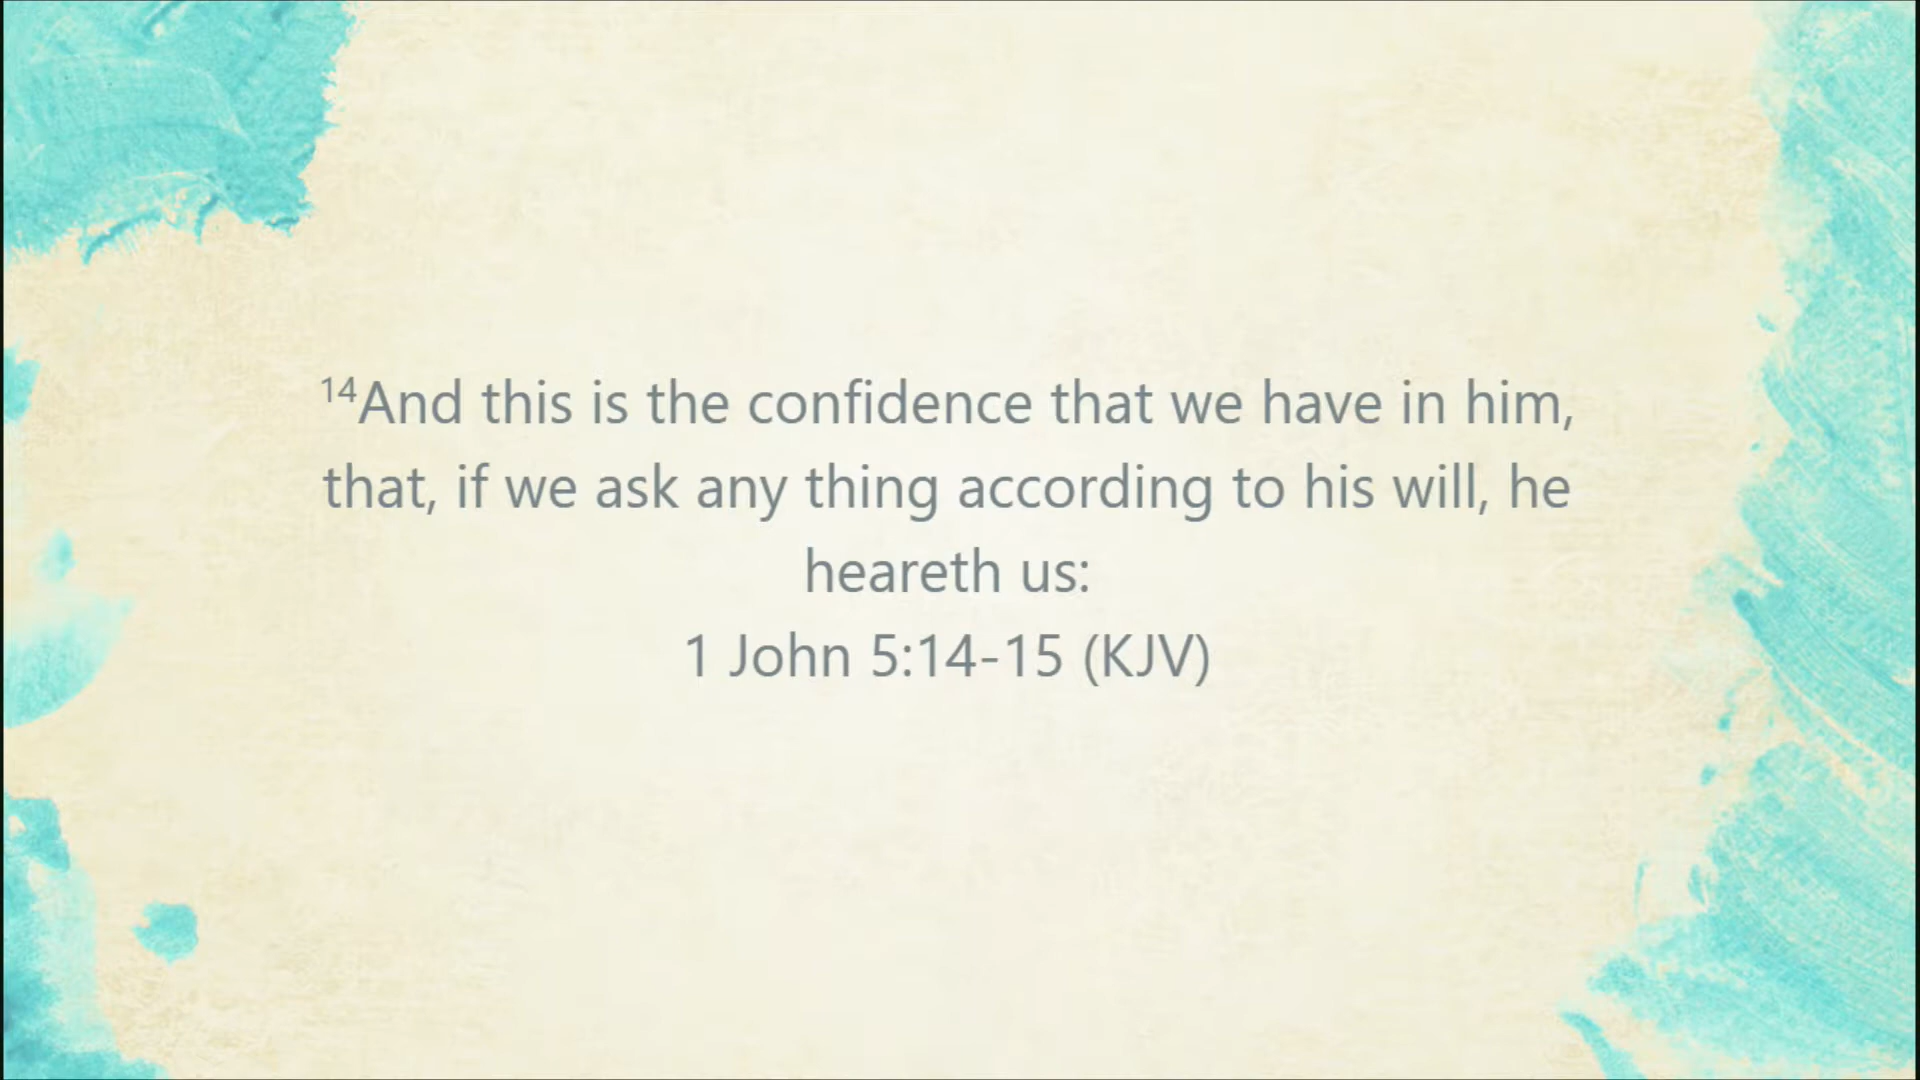 ¹⁴And this is the confidence that we have in him,
that, if we ask any thing according to his will, he
heareth us:
1 John 5:14-15 (KJV)